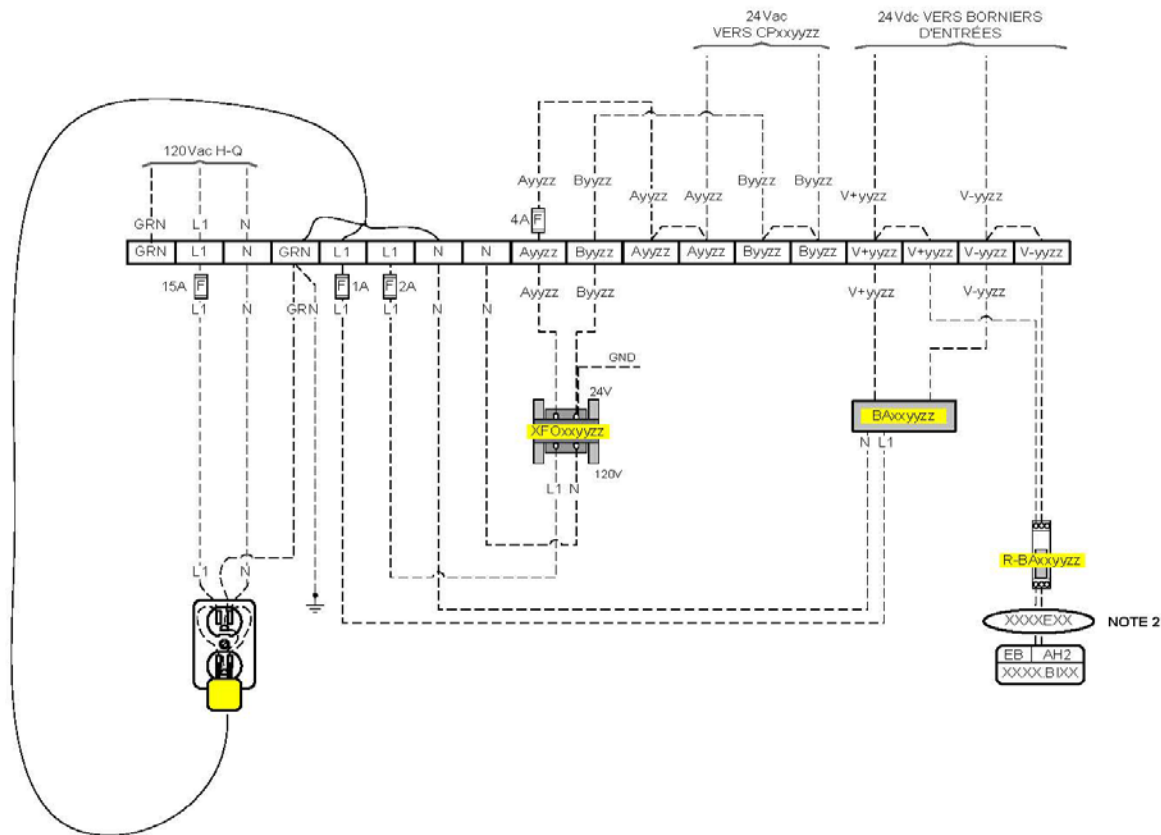 24Vac
VERS CPxxyyzz
24Vdc VERS BORNIERS
D'ENTRÉES
120Vac H-Q
Ayyzz Byyzz Ayyzz Ayyzz Byyzz Byyzz V+yyzz V-yyzz
GRN L1 N 4A F
GRN L1 N GRN L1 L1 N N Ayyzz Byyzz Ayyzz Ayyzz Byyzz Byyzz V+yyzz V+yyzz V-yyzz V-yyzz
15A F F 1A F 2A Ayyzz Byyzz V+yyzz V-yyzz
L1 N GRN L1 L1 N N
GND
24V
XFOxxyyzz
BAxxyyzz
N L1
120V
L1 N
R-BAxxyyzz
L1 N
XXXXEXX NOTE 2
EB AH2
XXXX.BIXX